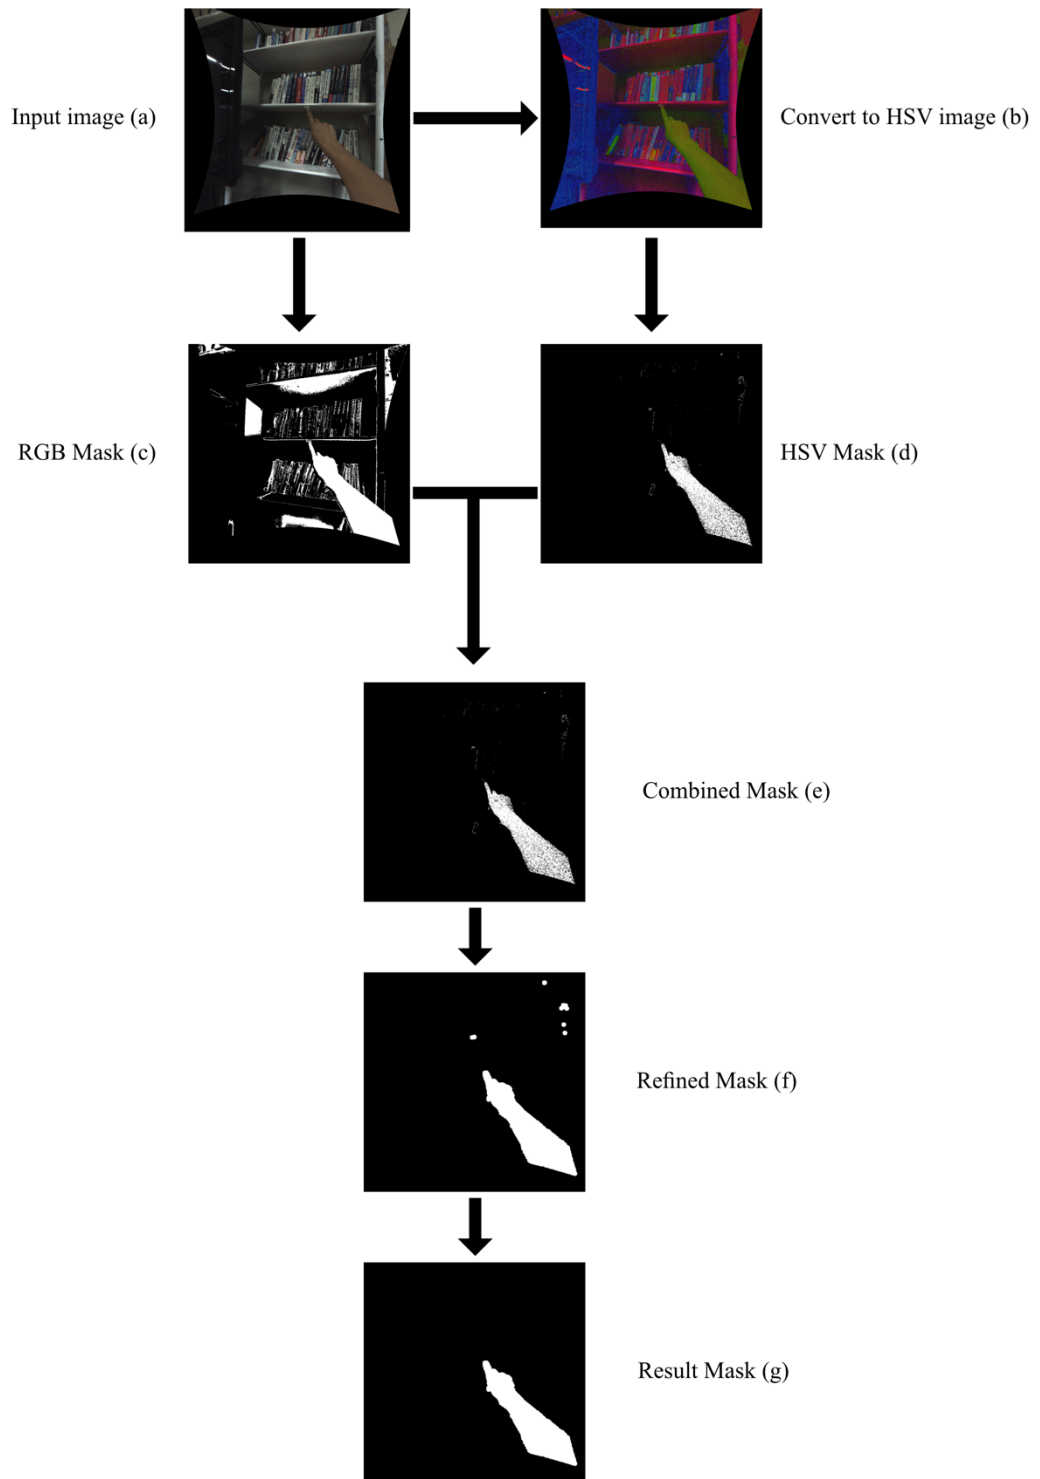 Input image (a)
Convert to HSV image (b)
RGB Mask (c)
HSV Mask (d)
Combined Mask (e)
Refined Mask (f)
Result Mask (g)